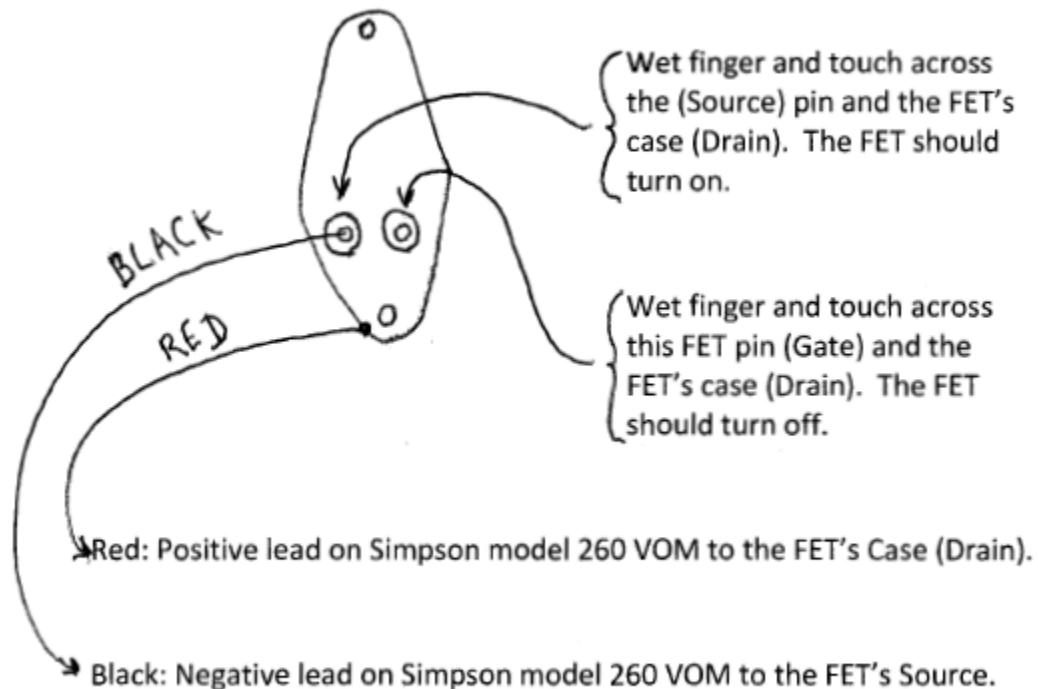 Wet finger and touch across
the (Source) pin and the FET's
case (Drain). The FET should
turn on.
BLACK
RED
Wet finger and touch across
this FET pin (Gate) and the
FET's case (Drain). The FET
should turn off.
Red: Positive lead on Simpson model 260 VOM to the FET's Case (Drain).
Black: Negative lead on Simpson model 260 VOM to the FET's Source.